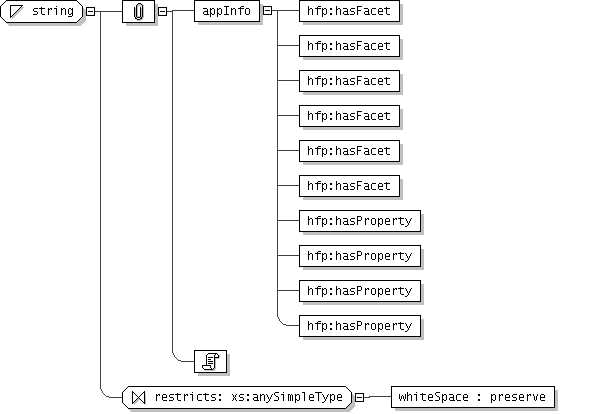 string
appInfo
hfp:hasFacet
hfp:hasFacet
hfp:hasFacet
hfp:hasFacet
hfp:hasFacet
hfp:hasFacet
hfp:hasProperty
hfp:hasProperty
hfp:hasProperty
hfp:hasProperty
restricts: xs:anySimpleType
whiteSpace : preserve